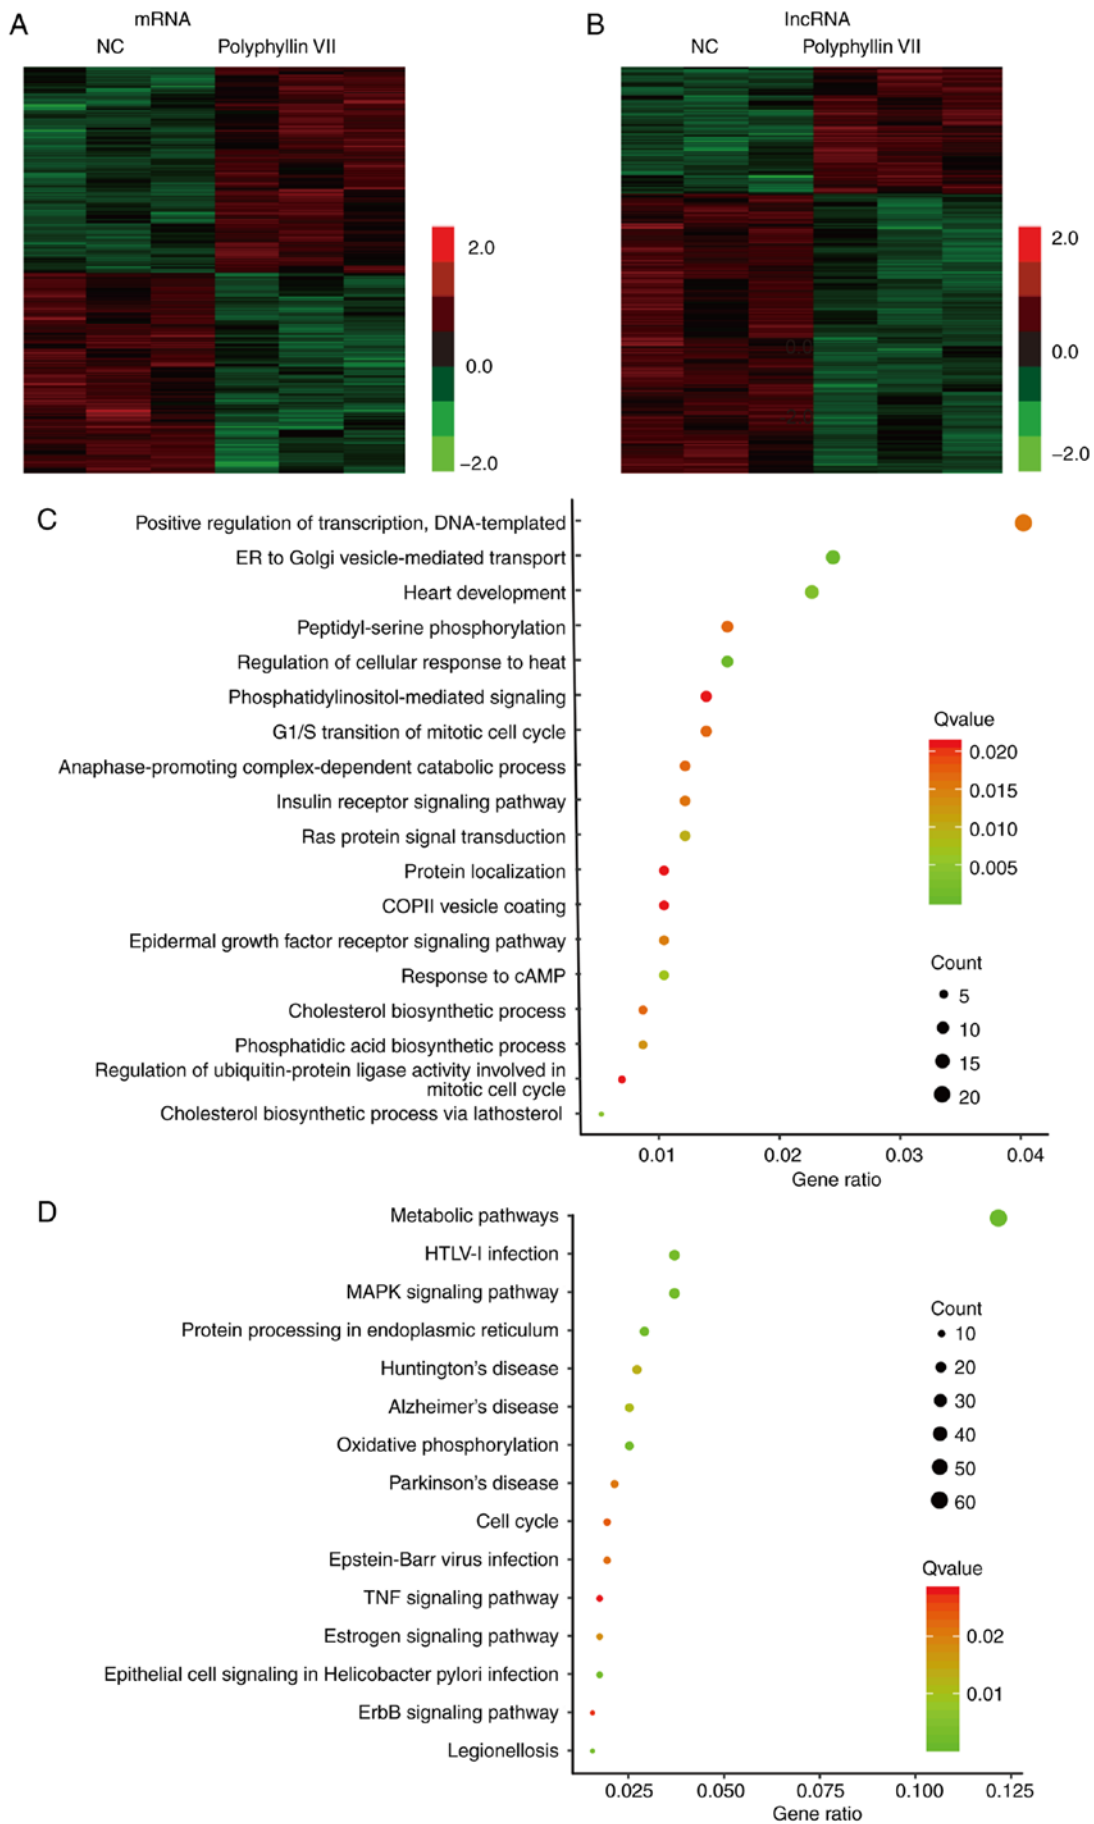 A
mRNA
NC
Polyphyllin VII
2.0
0.0
−2.0
B
lncRNA
NC
Polyphyllin VII
0.0
2.0
0.0
−2.0
C
Positive regulation of transcription, DNA-templated
ER to Golgi vesicle-mediated transport
Heart development
Peptidyl-serine phosphorylation
Regulation of cellular response to heat
Phosphatidylinositol-mediated signaling
G1/S transition of mitotic cell cycle
Anaphase-promoting complex-dependent catabolic process
Insulin receptor signaling pathway
Ras protein signal transduction
Protein localization
COPII vesicle coating
Epidermal growth factor receptor signaling pathway
Response to cAMP
Cholesterol biosynthetic process
Phosphatidic acid biosynthetic process
Regulation of ubiquitin-protein ligase activity involved in
mitotic cell cycle
Cholesterol biosynthetic process via lathosterol
0.01
0.02
0.03
0.04
Gene ratio
Qvalue
0.020
0.015
0.010
0.005
Count
5
10
15
20
D
Metabolic pathways
HTLV-I infection
MAPK signaling pathway
Protein processing in endoplasmic reticulum
Huntington's disease
Alzheimer's disease
Oxidative phosphorylation
Parkinson's disease
Cell cycle
Epstein-Barr virus infection
TNF signaling pathway
Estrogen signaling pathway
Epithelial cell signaling in Helicobacter pylori infection
ErbB signaling pathway
Legionellosis
0.025
0.050
0.075
0.100
0.125
Gene ratio
Count
10
20
30
40
50
60
Qvalue
0.02
0.01